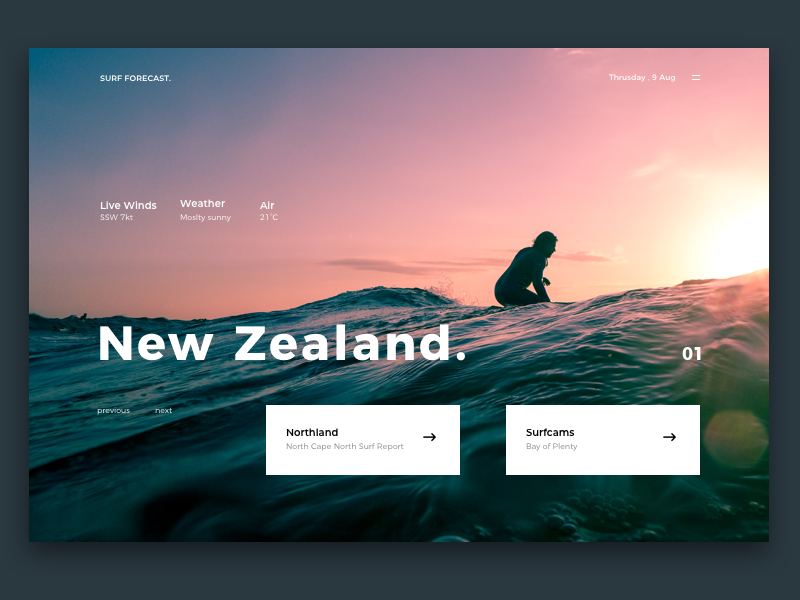 SURF FORECAST.
Thrusday , 9 Aug
Live Winds
SSW 7kt
Weather
Moslty sunny
Air
21°C
New Zealand.
01
previous
next
Northland
North Cape North Surf Report
Surfcams
Bay of Plenty